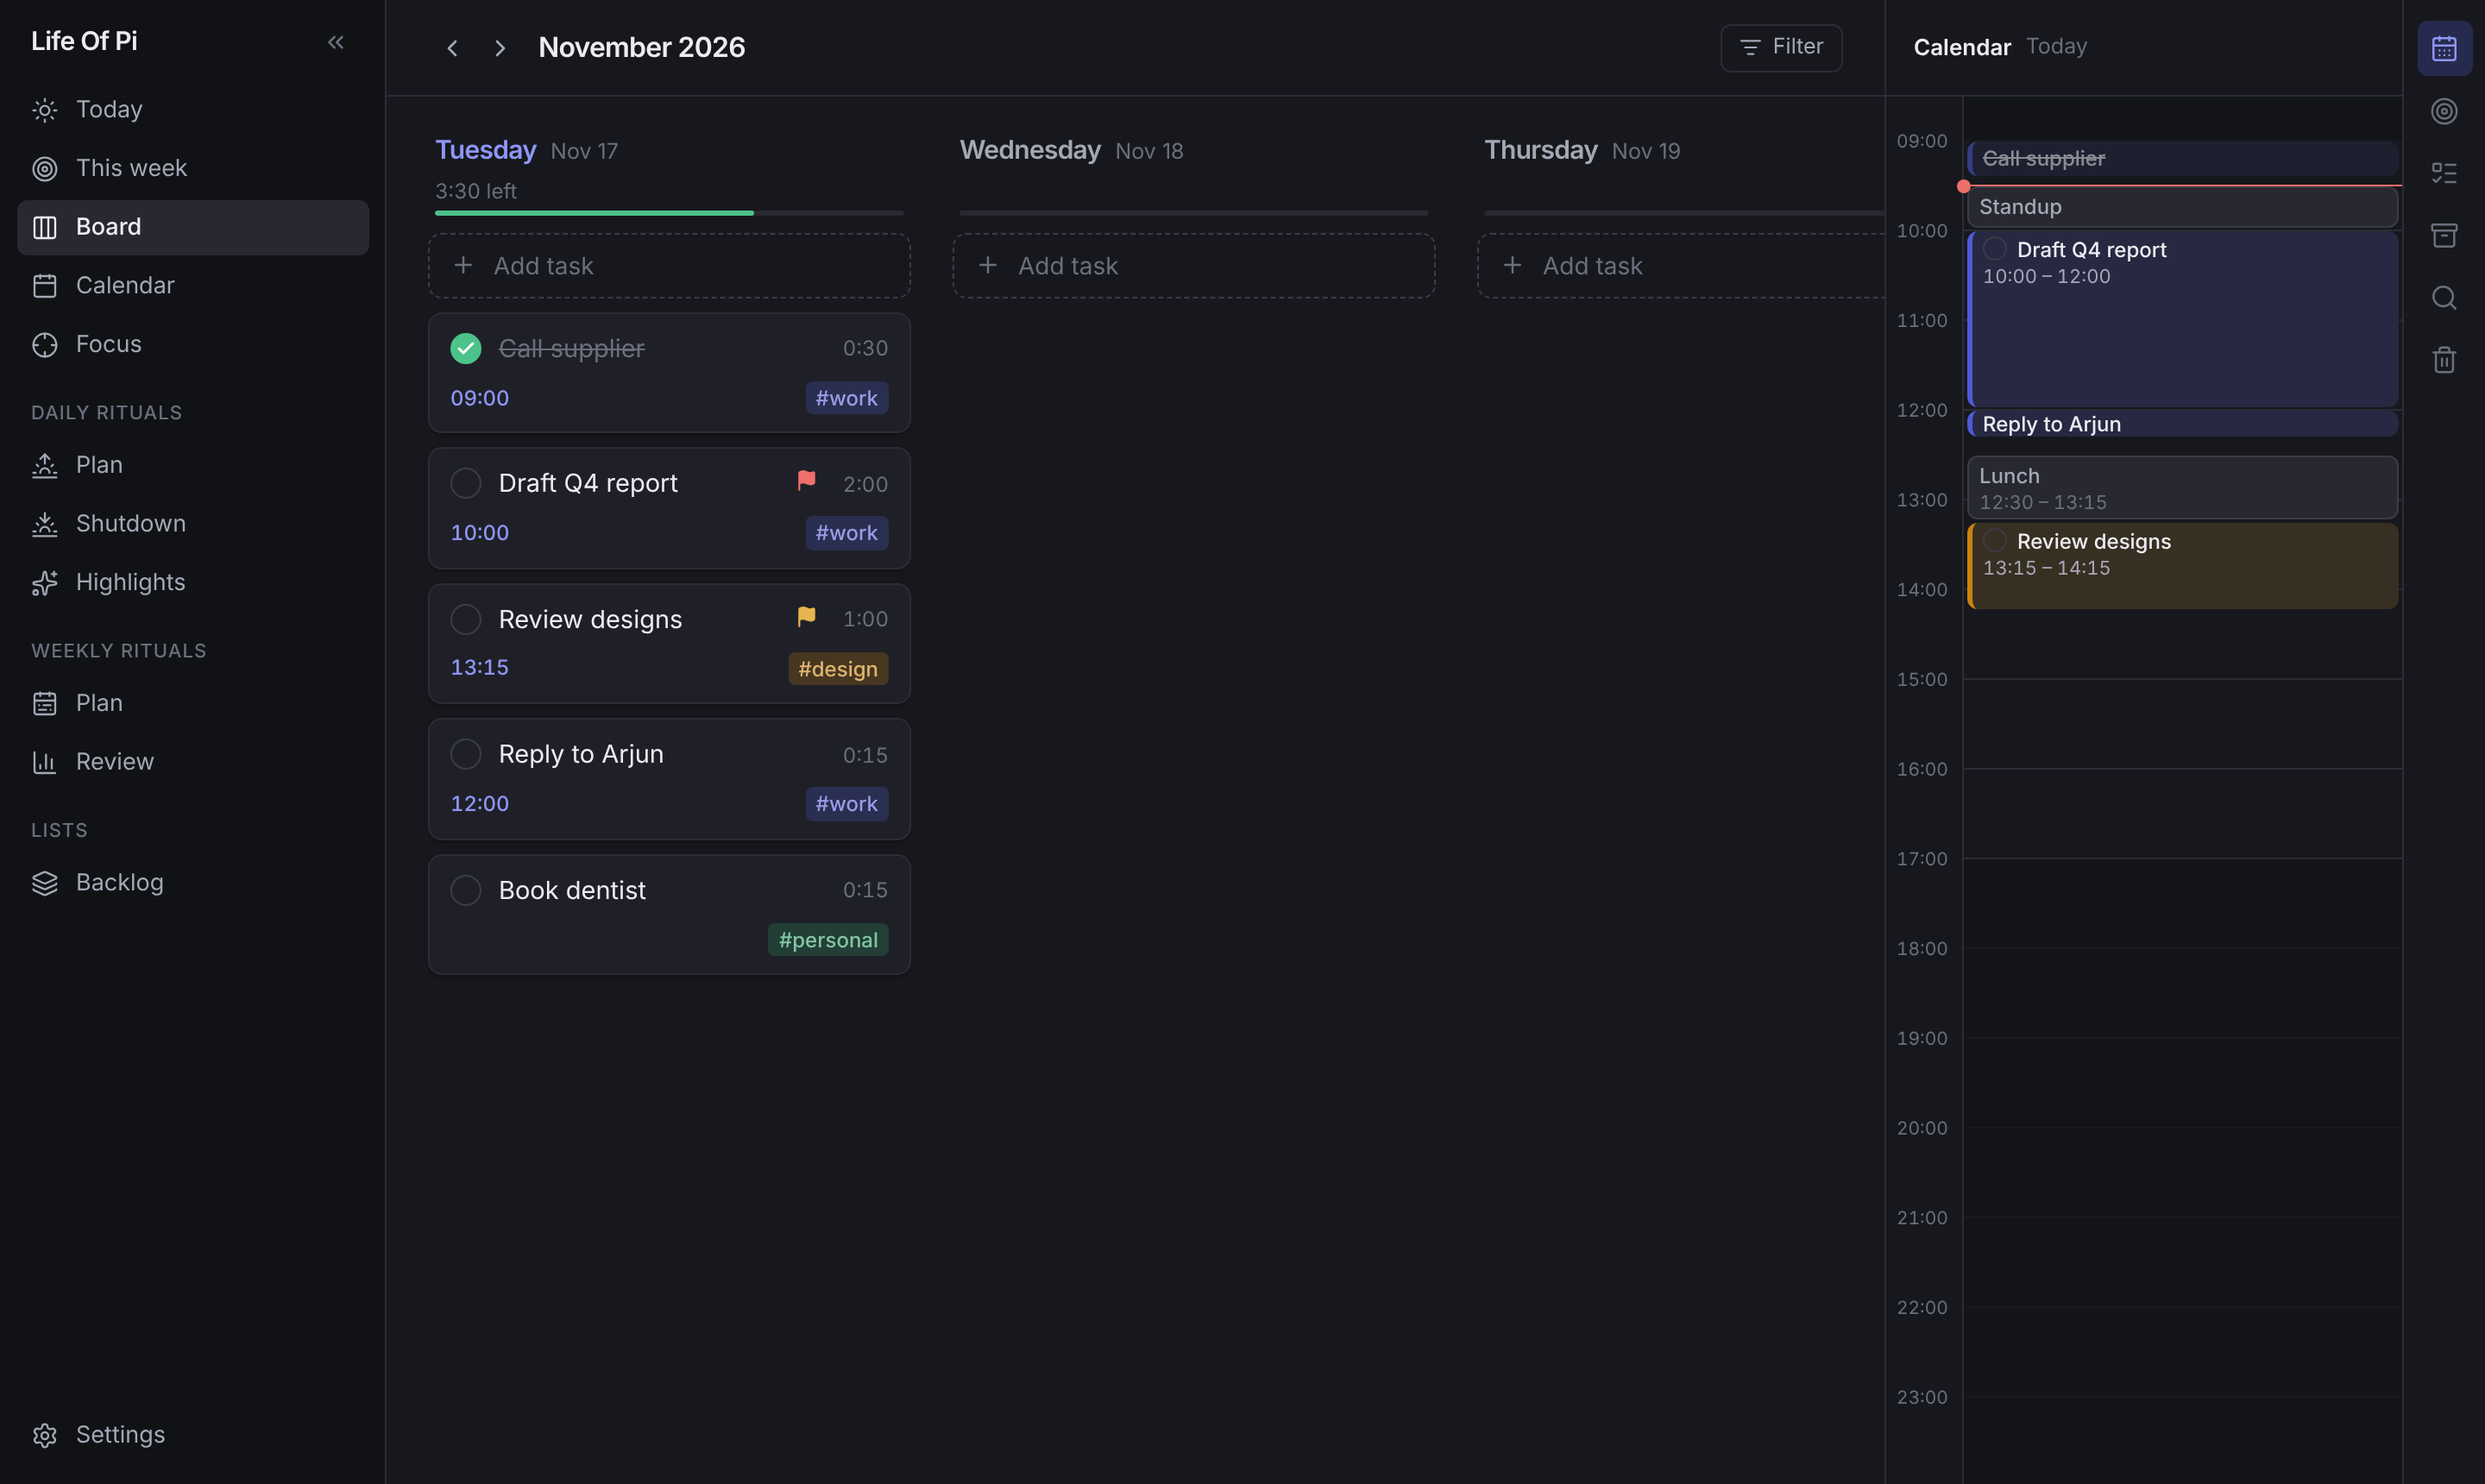 Life Of Pi
Today
This week
Board
Calendar
Focus
DAILY RITUALS
Plan
Shutdown
Highlights
WEEKLY RITUALS
Plan
Review
LISTS
Backlog
Settings
November 2026
Filter
Tuesday Nov 17
3:30 left
Add task
Call supplier 0:30
09:00 #work
Draft Q4 report 2:00
10:00 #work
Review designs 1:00
13:15 #design
Reply to Arjun 0:15
12:00 #work
Book dentist 0:15
#personal
Wednesday Nov 18
Add task
Thursday Nov 19
Add task
Calendar Today
09:00
Call supplier
Standup
10:00
Draft Q4 report
10:00 – 12:00
11:00
12:00
Reply to Arjun
Lunch
12:30 – 13:15
13:00
Review designs
13:15 – 14:15
14:00
15:00
16:00
17:00
18:00
19:00
20:00
21:00
22:00
23:00